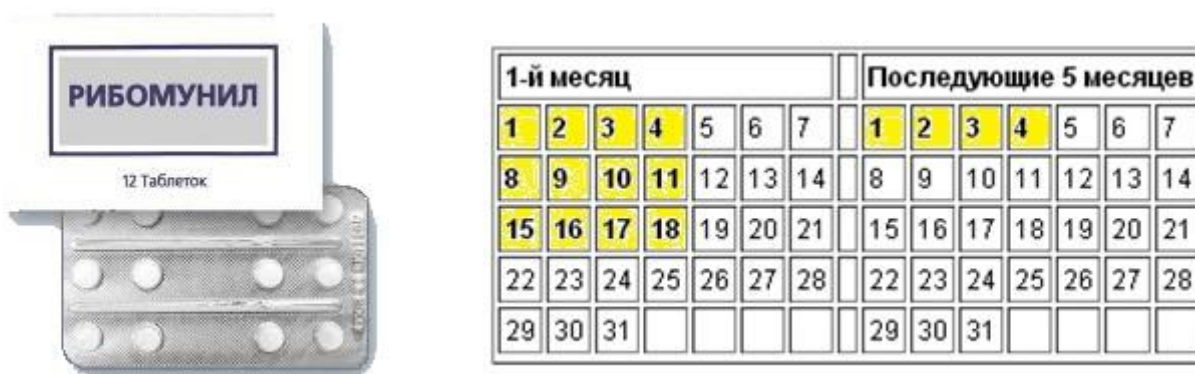 РИБОМУНИЛ
12 Таблеток
1-й месяц Последующие 5 месяцев
1 2 3 4 5 6 7 1 2 3 4 5 6 7
8 9 10 11 12 13 14 8 9 10 11 12 13 14
15 16 17 18 19 20 21 15 16 17 18 19 20 21
22 23 24 25 26 27 28 22 23 24 25 26 27 28
29 30 31 29 30 31